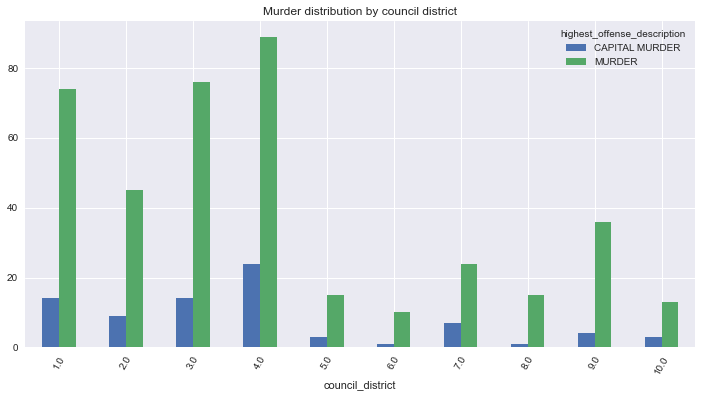 Murder distribution by council district
highest_offense_description
CAPITAL MURDER
MURDER
80
60
40
20
0
1.0 2.0 3.0 4.0 5.0 6.0 7.0 8.0 9.0 10.0
council_district